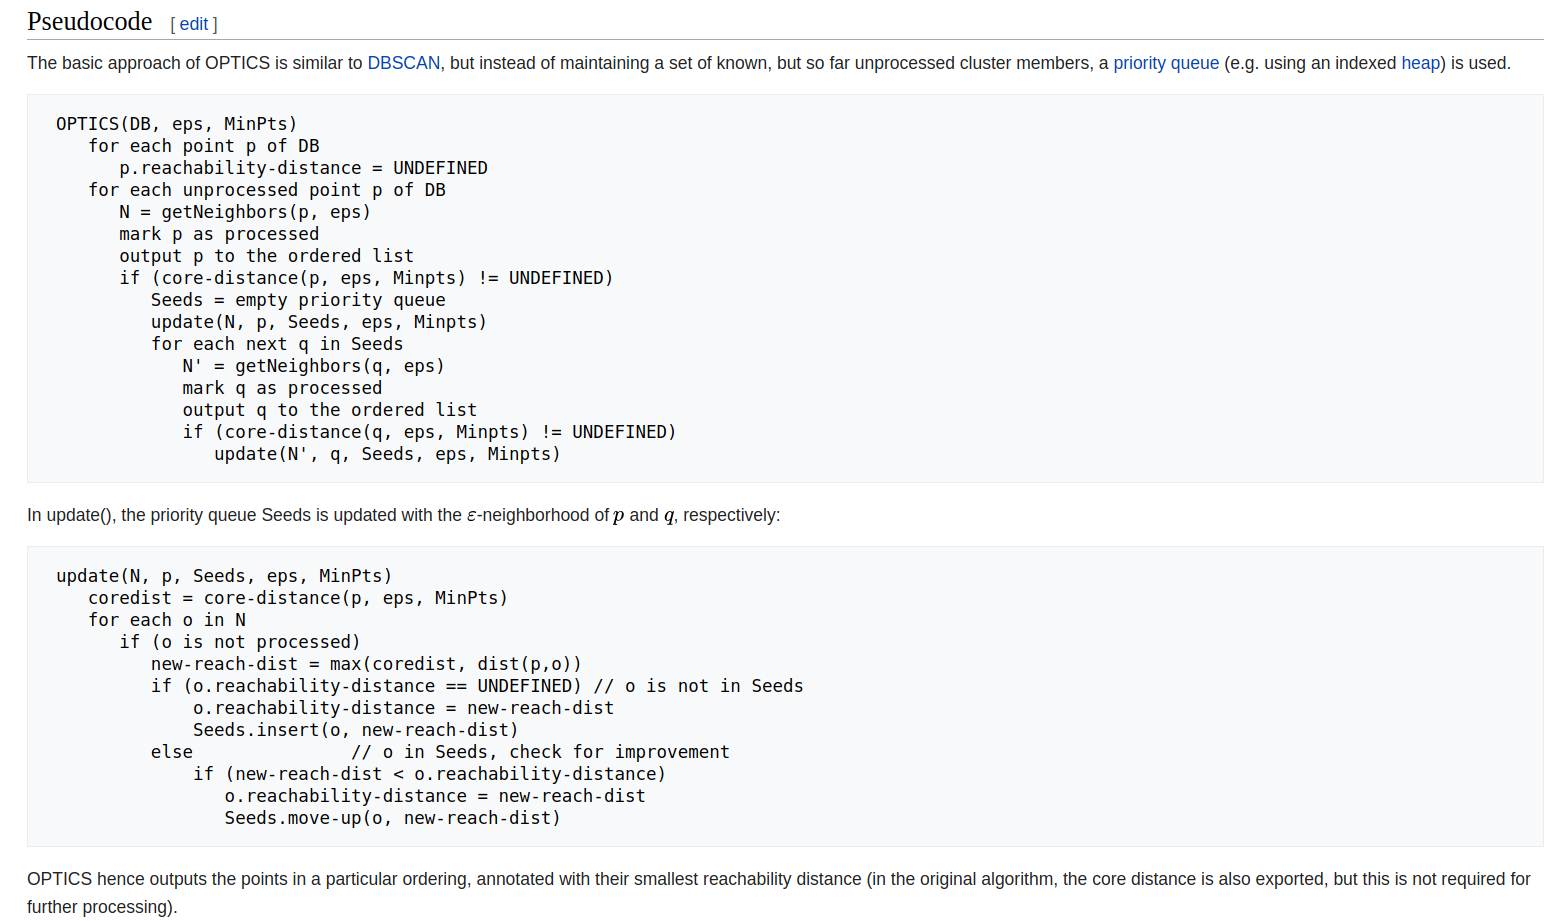 Pseudocode [ edit ]
The basic approach of OPTICS is similar to DBSCAN, but instead of maintaining a set of known, but so far unprocessed cluster members, a priority queue (e.g. using an indexed heap) is used.
OPTICS(DB, eps, MinPts)
   for each point p of DB
      p.reachability-distance = UNDEFINED
   for each unprocessed point p of DB
      N = getNeighbors(p, eps)
      mark p as processed
      output p to the ordered list
      if (core-distance(p, eps, Minpts) != UNDEFINED)
         Seeds = empty priority queue
         update(N, p, Seeds, eps, Minpts)
         for each next q in Seeds
            N' = getNeighbors(q, eps)
            mark q as processed
            output q to the ordered list
            if (core-distance(q, eps, Minpts) != UNDEFINED)
               update(N', q, Seeds, eps, Minpts)
In update(), the priority queue Seeds is updated with the ε-neighborhood of p and q, respectively:
update(N, p, Seeds, eps, MinPts)
   coredist = core-distance(p, eps, MinPts)
   for each o in N
      if (o is not processed)
         new-reach-dist = max(coredist, dist(p,o))
         if (o.reachability-distance == UNDEFINED) // o is not in Seeds
             o.reachability-distance = new-reach-dist
             Seeds.insert(o, new-reach-dist)
         else               // o in Seeds, check for improvement
             if (new-reach-dist < o.reachability-distance)
                o.reachability-distance = new-reach-dist
                Seeds.move-up(o, new-reach-dist)
OPTICS hence outputs the points in a particular ordering, annotated with their smallest reachability distance (in the original algorithm, the core distance is also exported, but this is not required for
further processing).